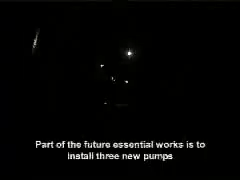 Part of the future essential works is to
install three new pumps